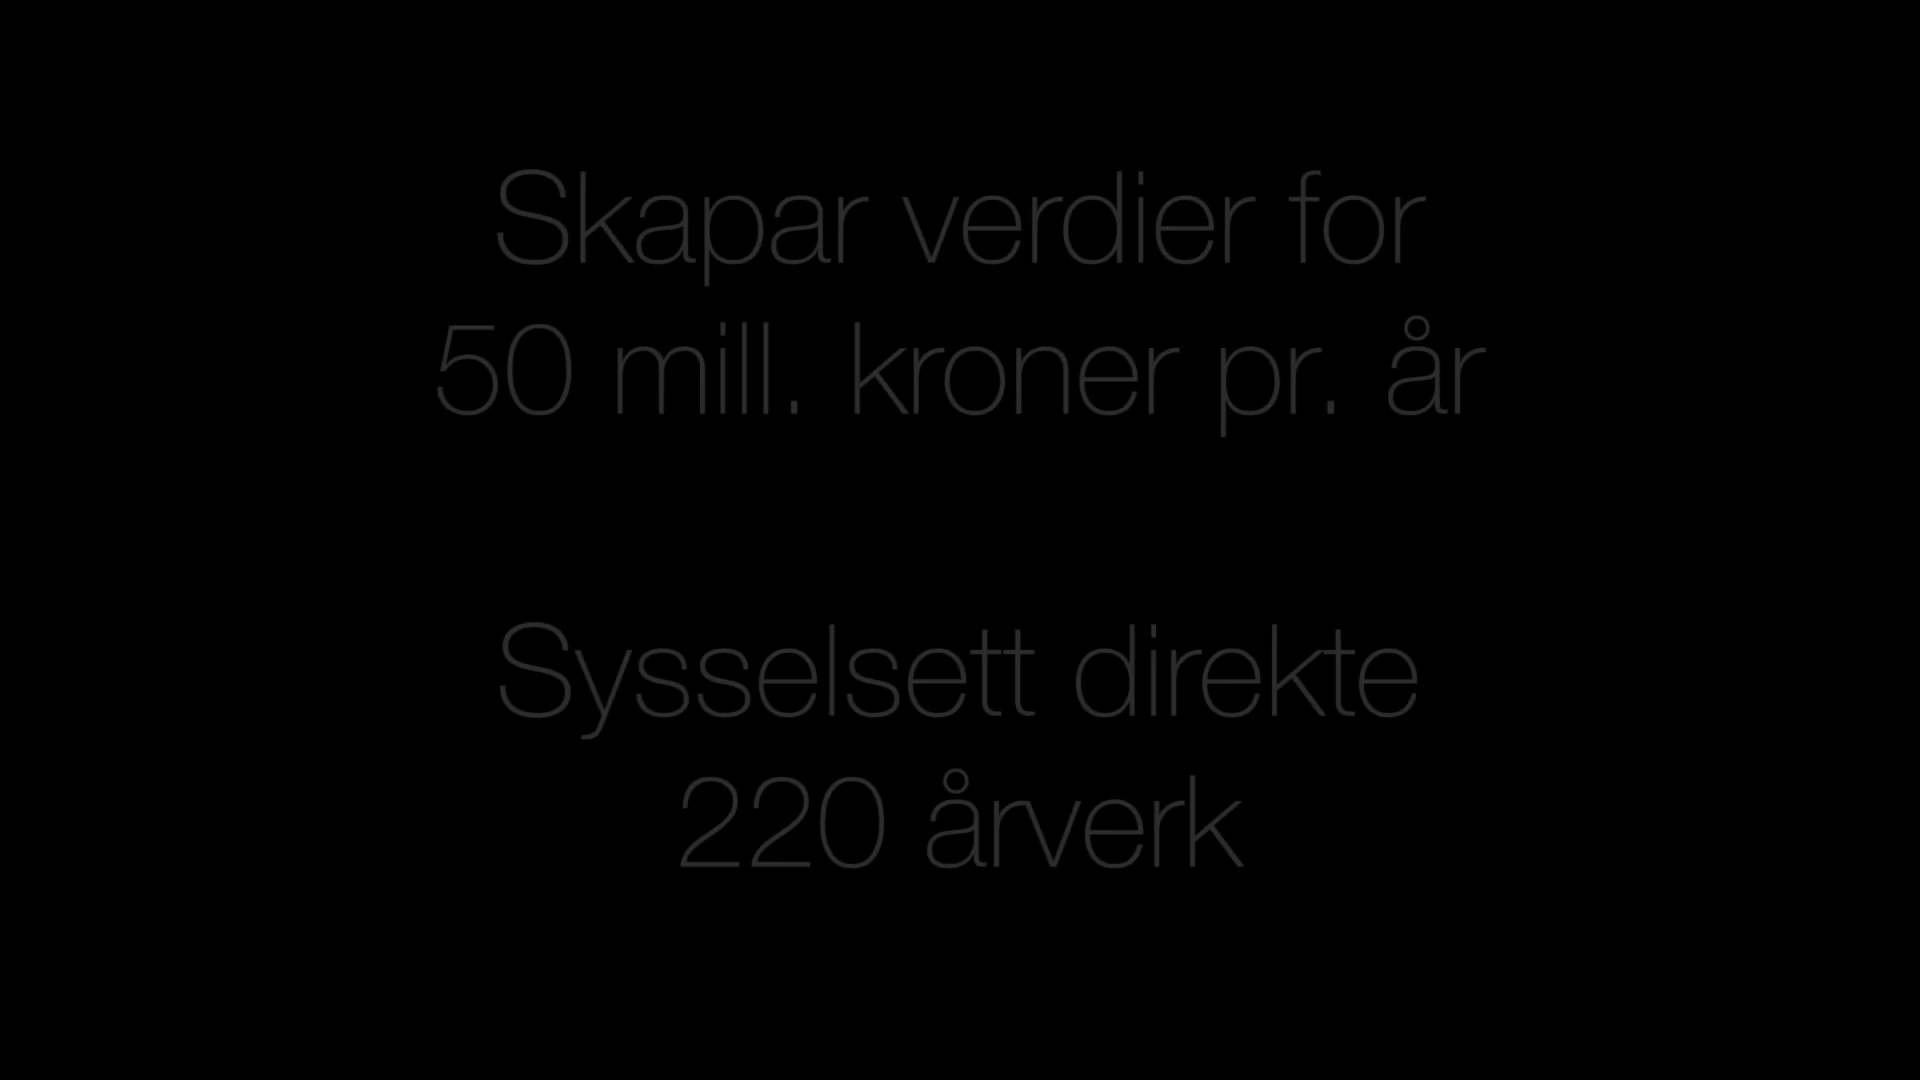 Skapar verdier for
50 mill. kroner pr. år
Sysselsett direkte
220 årverk